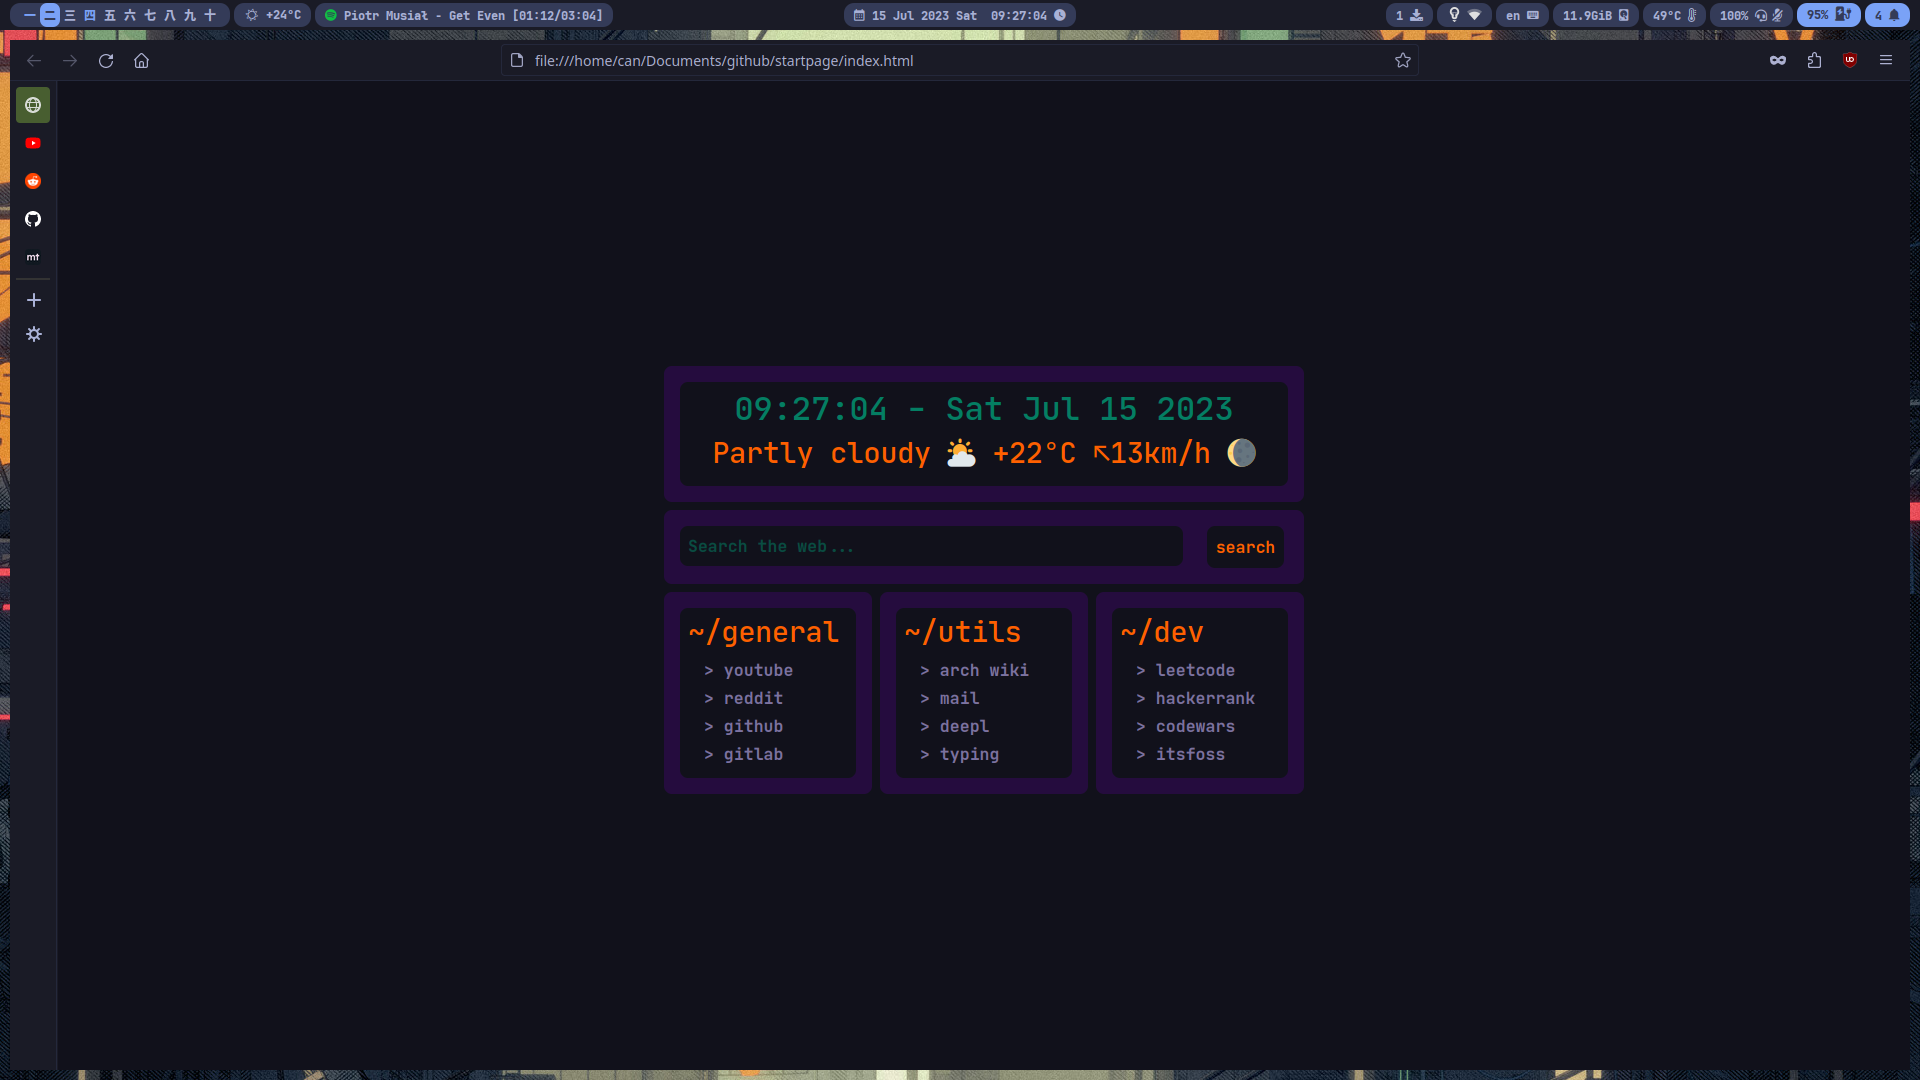 一 二 三 四 五 六 七 八 九 十
+24°C
Piotr Musiał - Get Even [01:12/03:04]
15 Jul 2023 Sat 09:27:04
1
en
11.9GiB
49°C
100%
95%
4
file:///home/can/Documents/github/startpage/index.html
mt
09:27:04 - Sat Jul 15 2023
Partly cloudy ⛅ +22°C ↖13km/h 🌘
Search the web...
search
~/general
> youtube
> reddit
> github
> gitlab
~/utils
> arch wiki
> mail
> deepl
> typing
~/dev
> leetcode
> hackerrank
> codewars
> itsfoss